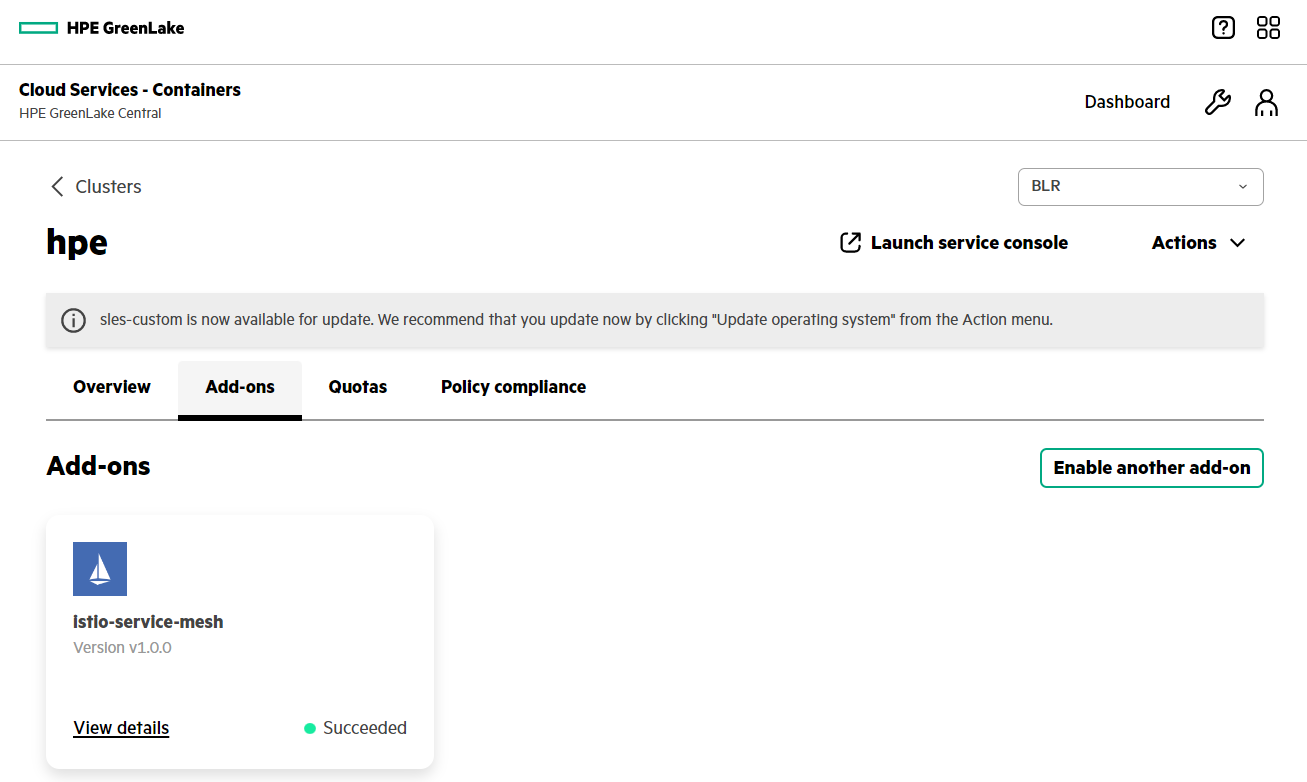 HPE GreenLake
Cloud Services - Containers
HPE GreenLake Central
Dashboard
Clusters
BLR
hpe
Launch service console
Actions
sles-custom is now available for update. We recommend that you update now by clicking "Update operating system" from the Action menu.
Overview
Add-ons
Quotas
Policy compliance
Add-ons
Enable another add-on
istio-service-mesh
Version v1.0.0
View details
Succeeded